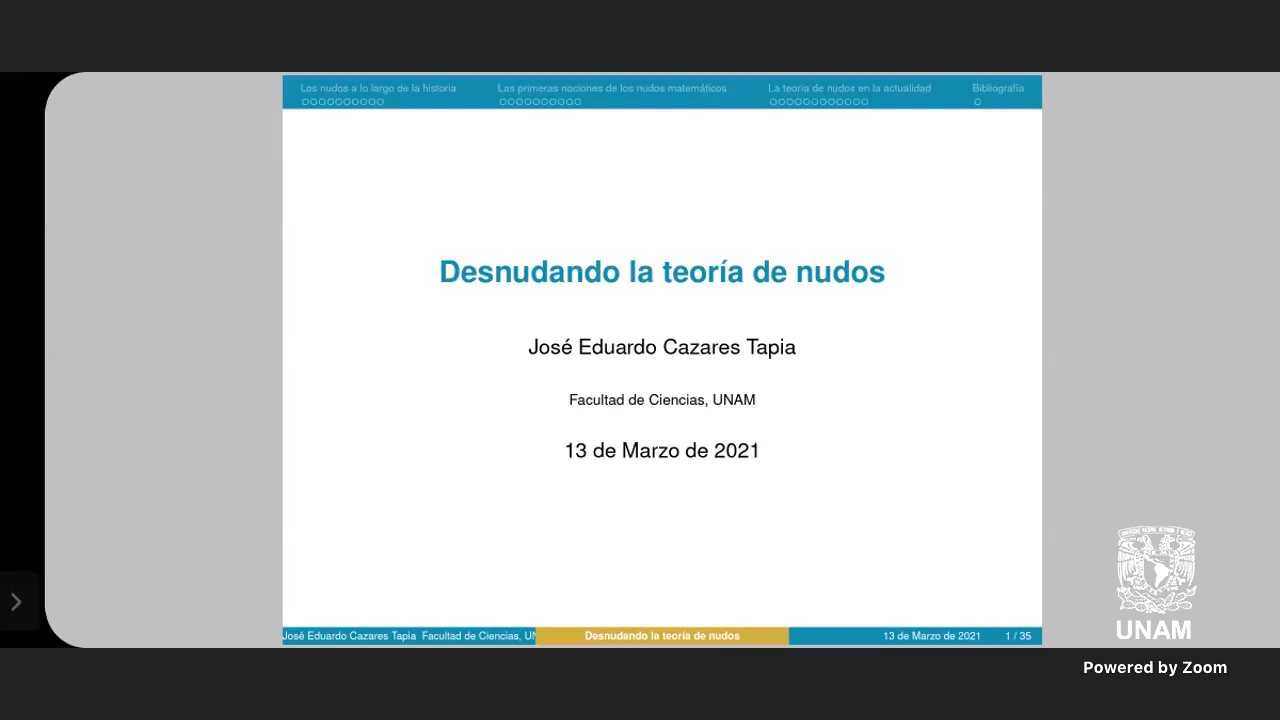 Los nudos a lo largo de la historia
Las primeras nociones de los nudos matemáticos
La teoría de nudos en la actualidad
Bibliografía
Desnudando la teoría de nudos
José Eduardo Cazares Tapia
Facultad de Ciencias, UNAM
13 de Marzo de 2021
José Eduardo Cazares Tapia Facultad de Ciencias, UN
Desnudando la teoría de nudos
13 de Marzo de 2021 1 / 35
UNAM
Powered by Zoom